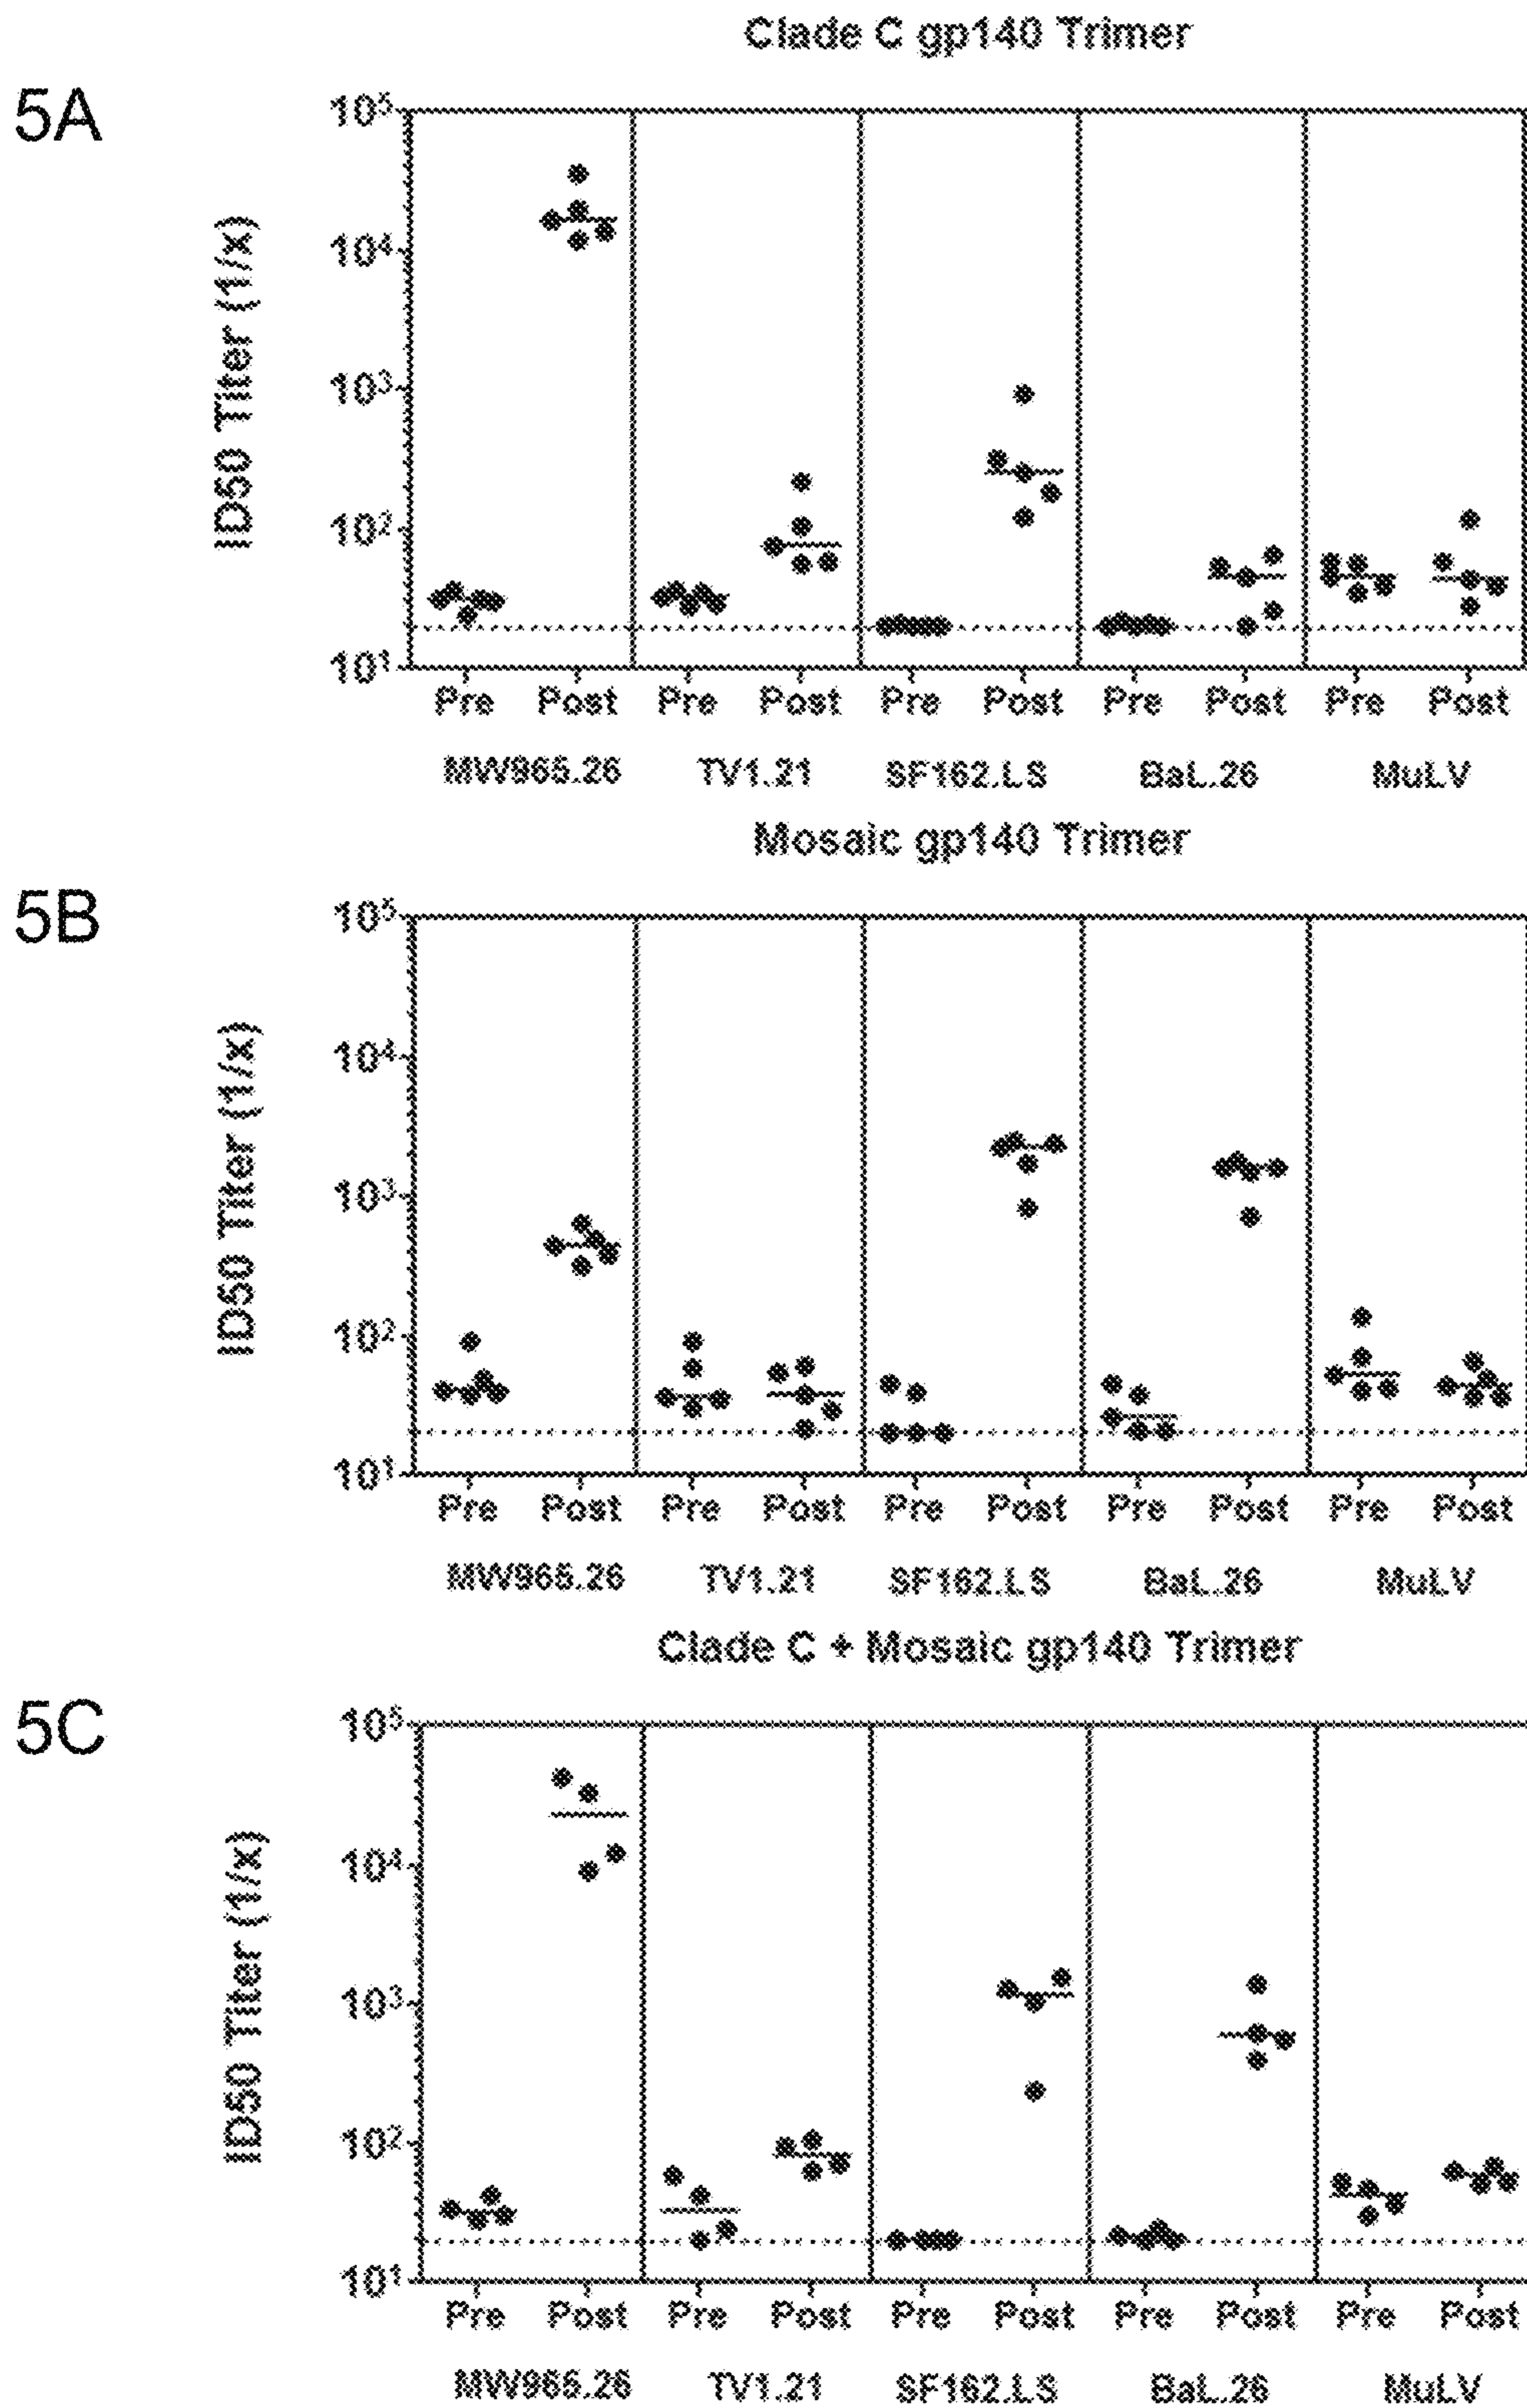 Clade C gp140 Trimer
5A
ID50 Titer (1/x)
10⁵
10⁴
10³
10²
10¹
Pre Post Pre Post Pre Post Pre Post Pre Post
MW965.26 TV1.21 SF162.LS BaL.26 MuLV
Mosaic gp140 Trimer
5B
ID50 Titer (1/x)
10⁵
10⁴
10³
10²
10¹
Pre Post Pre Post Pre Post Pre Post Pre Post
MW965.26 TV1.21 SF162.LS BaL.26 MuLV
Clade C + Mosaic gp140 Trimer
5C
ID50 Titer (1/x)
10⁵
10⁴
10³
10²
10¹
Pre Post Pre Post Pre Post Pre Post Pre Post
MW965.26 TV1.21 SF162.LS BaL.26 MuLV